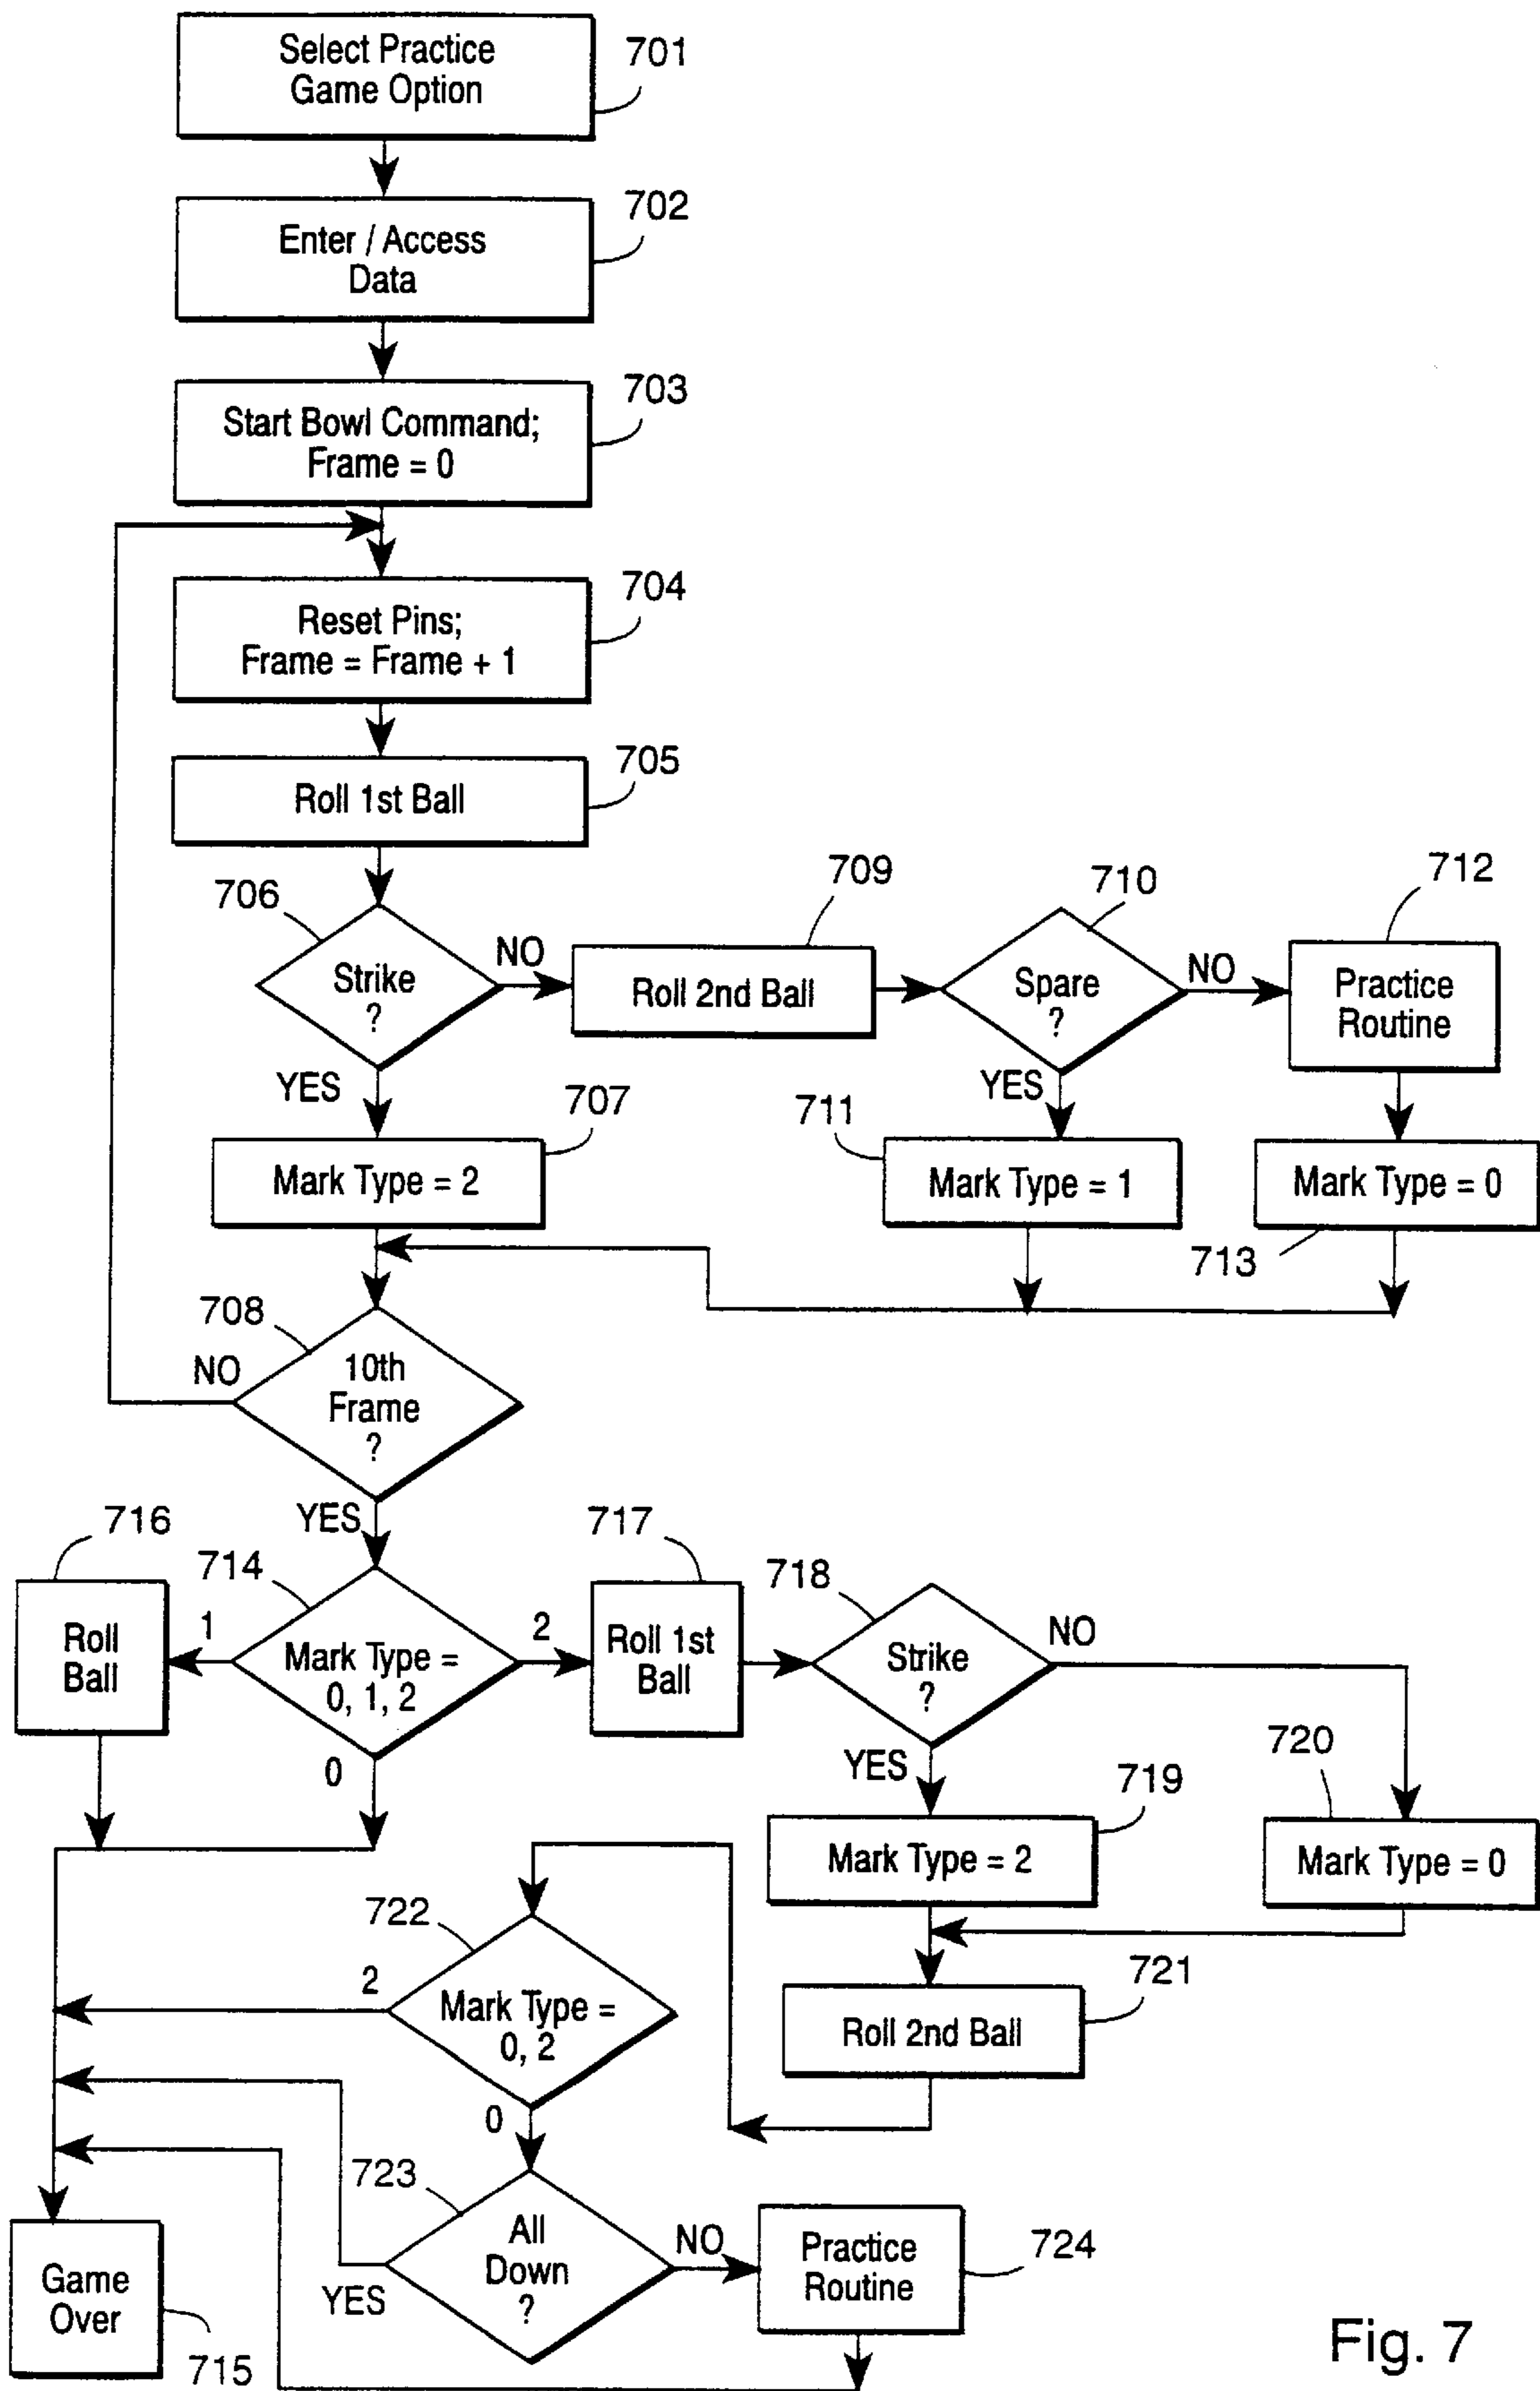 Select Practice
Game Option
701
702
Enter / Access
Data
703
Start Bowl Command;
Frame = 0
704
Reset Pins;
Frame = Frame + 1
705
Roll 1st Ball
706
Strike
?
NO
709
Roll 2nd Ball
710
Spare
?
NO
712
Practice
Routine
YES
707
Mark Type = 2
YES
711
Mark Type = 1
Mark Type = 0
713
708
NO
10th
Frame
?
YES
716
Roll
Ball
714
1
Mark Type =
0, 1, 2
2
0
717
Roll 1st
Ball
718
Strike
?
NO
YES
719
Mark Type = 2
720
Mark Type = 0
721
Roll 2nd Ball
722
2
Mark Type =
0, 2
0
723
All
Down
?
YES
NO
724
Practice
Routine
Game
Over
715
Fig. 7